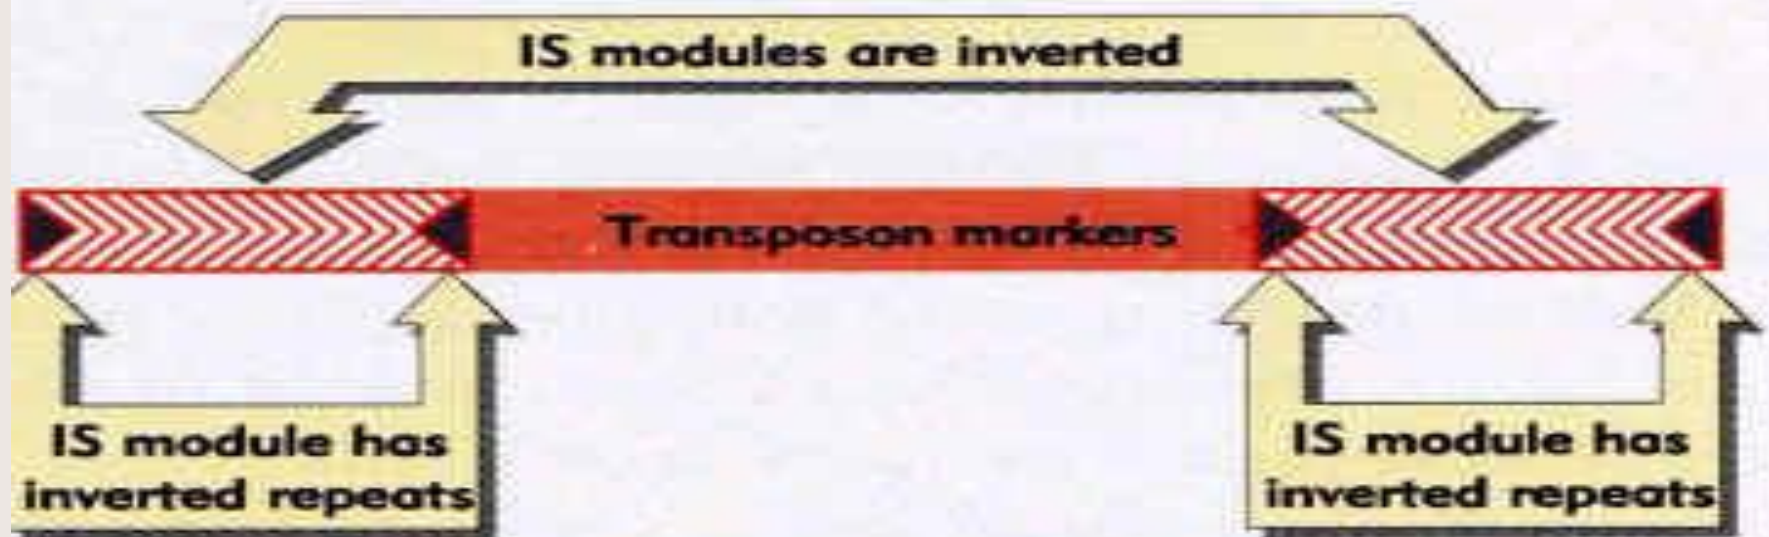 IS modules are inverted
Transposon markers
IS module has
inverted repeats
IS module has
inverted repeats